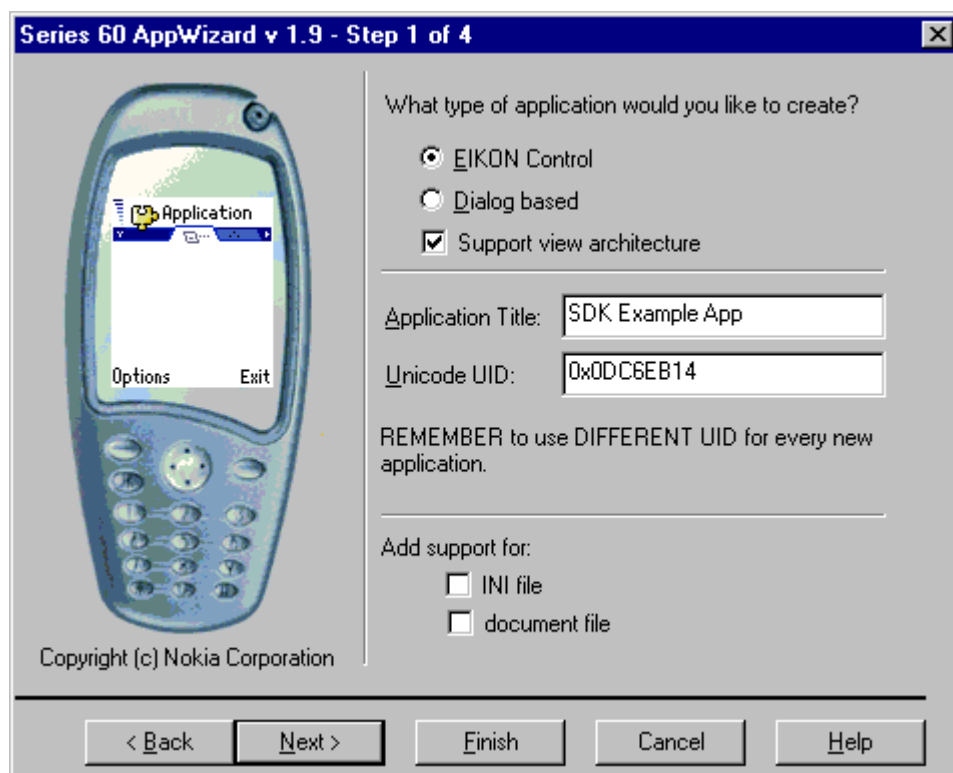 Series 60 AppWizard v 1.9 - Step 1 of 4
What type of application would you like to create?
EIKON Control
Dialog based
Support view architecture
Application
Options Exit
Application Title: SDK Example App
Unicode UID: 0x0DC6EB14
REMEMBER to use DIFFERENT UID for every new
application.
Add support for:
INI file
document file
Copyright (c) Nokia Corporation
< Back Next > Finish Cancel Help